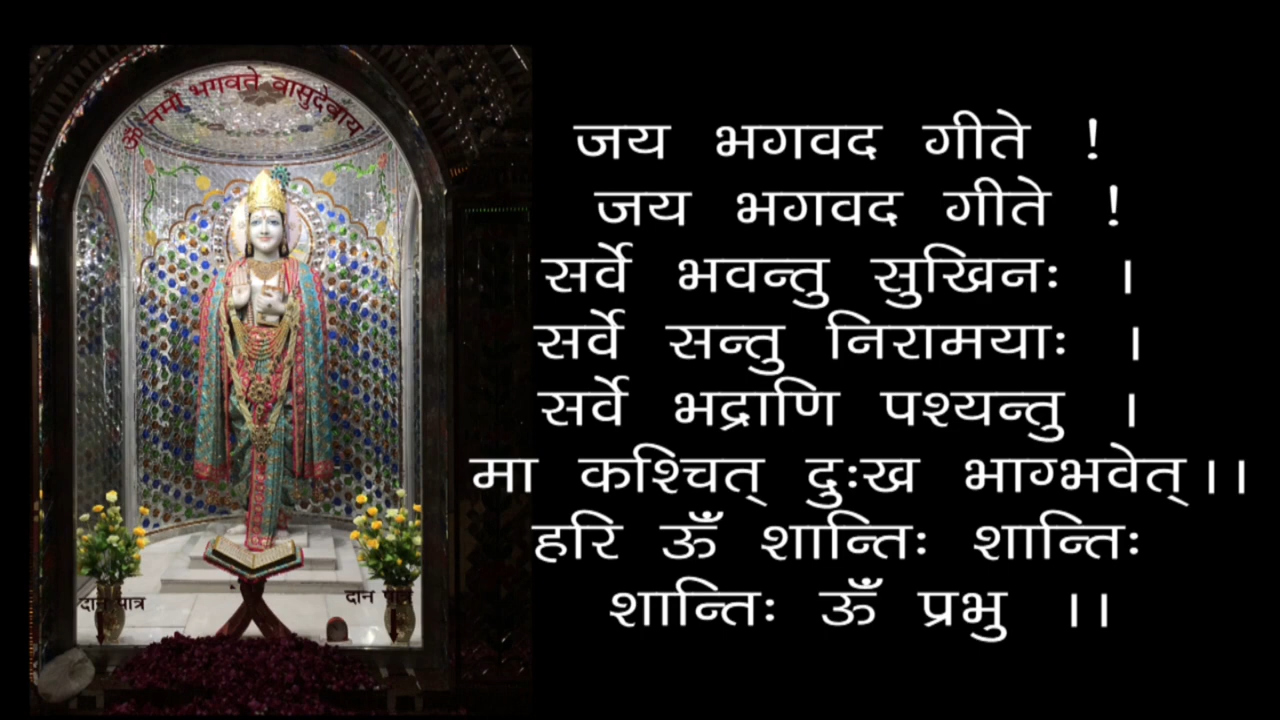 ॐ नमो भगवते वासुदेवाय
दान पात्र
दान पात्र
जय भगवद गीते !
जय भगवद गीते !
सर्वे भवन्तु सुखिनः ।
सर्वे सन्तु निरामयाः ।
सर्वे भद्राणि पश्यन्तु ।
मा कश्चित् दुःख भाग्भवेत् ।।
हरि ऊँ शान्तिः शान्तिः
शान्तिः ऊँ प्रभु ।।